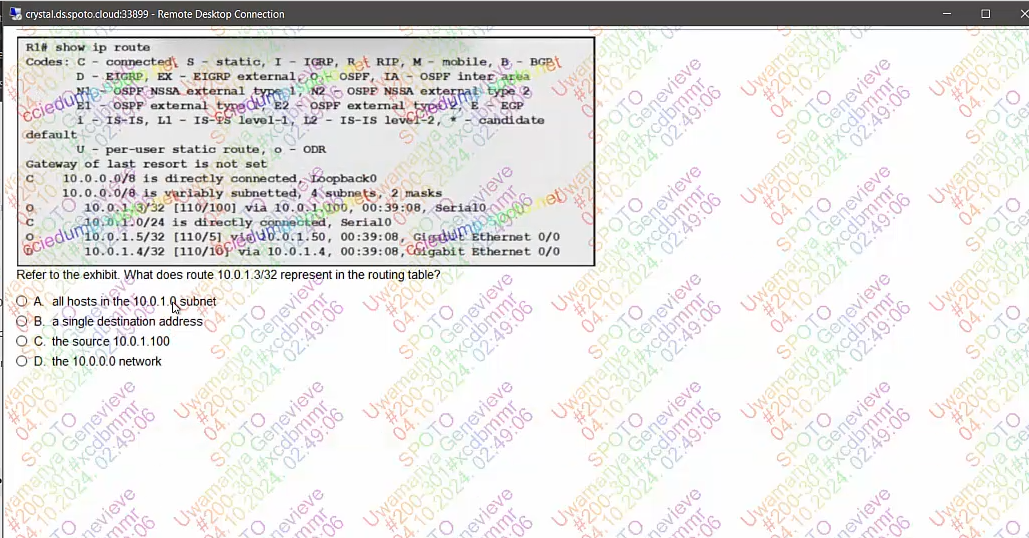 crystal.ds.spoto.cloud:33899 - Remote Desktop Connection
R1# show ip route
Codes: C - connected, S - static, I - IGRP, RIP, M - mobile, B - BGP
D - EIGRP, EX - EIGRP external, O - OSPF, IA - OSPF inter area
N1 - OSPF NSSA external type 1, N2 - OSPF NSSA external type 2
E1 - OSPF external type 1, E2 - OSPF external type 2, E - EGP
i - IS-IS, L1 - IS-IS level-1, L2 - IS-IS level-2, * - candidate
default
U - per-user static route, o - ODR
Gateway of last resort is not set
C 10.0.0.0/8 is directly connected, Loopback0
10.0.0.0/8 is variably subnetted, 4 subnets, 2 masks
O 10.0.1.3/32 [110/100] via 10.0.1.100, 00:39:08, Serial0
C 10.0.1.0/24 is directly connected, Serial0
O 10.0.1.5/32 [110/5] via 10.0.1.50, 00:39:08, Gigabit Ethernet 0/0
O 10.0.1.4/32 [110/10] via 10.0.1.4, 00:39:08, Gigabit Ethernet 0/0
Refer to the exhibit. What does route 10.0.1.3/32 represent in the routing table?
A. all hosts in the 10.0.1.0 subnet
B. a single destination address
C. the source 10.0.1.100
D. the 10.0.0.0 network
SPOTO
Uwamanya Genevieve
#200-301#xcdbmmr
04.10.2024. 02:49:06